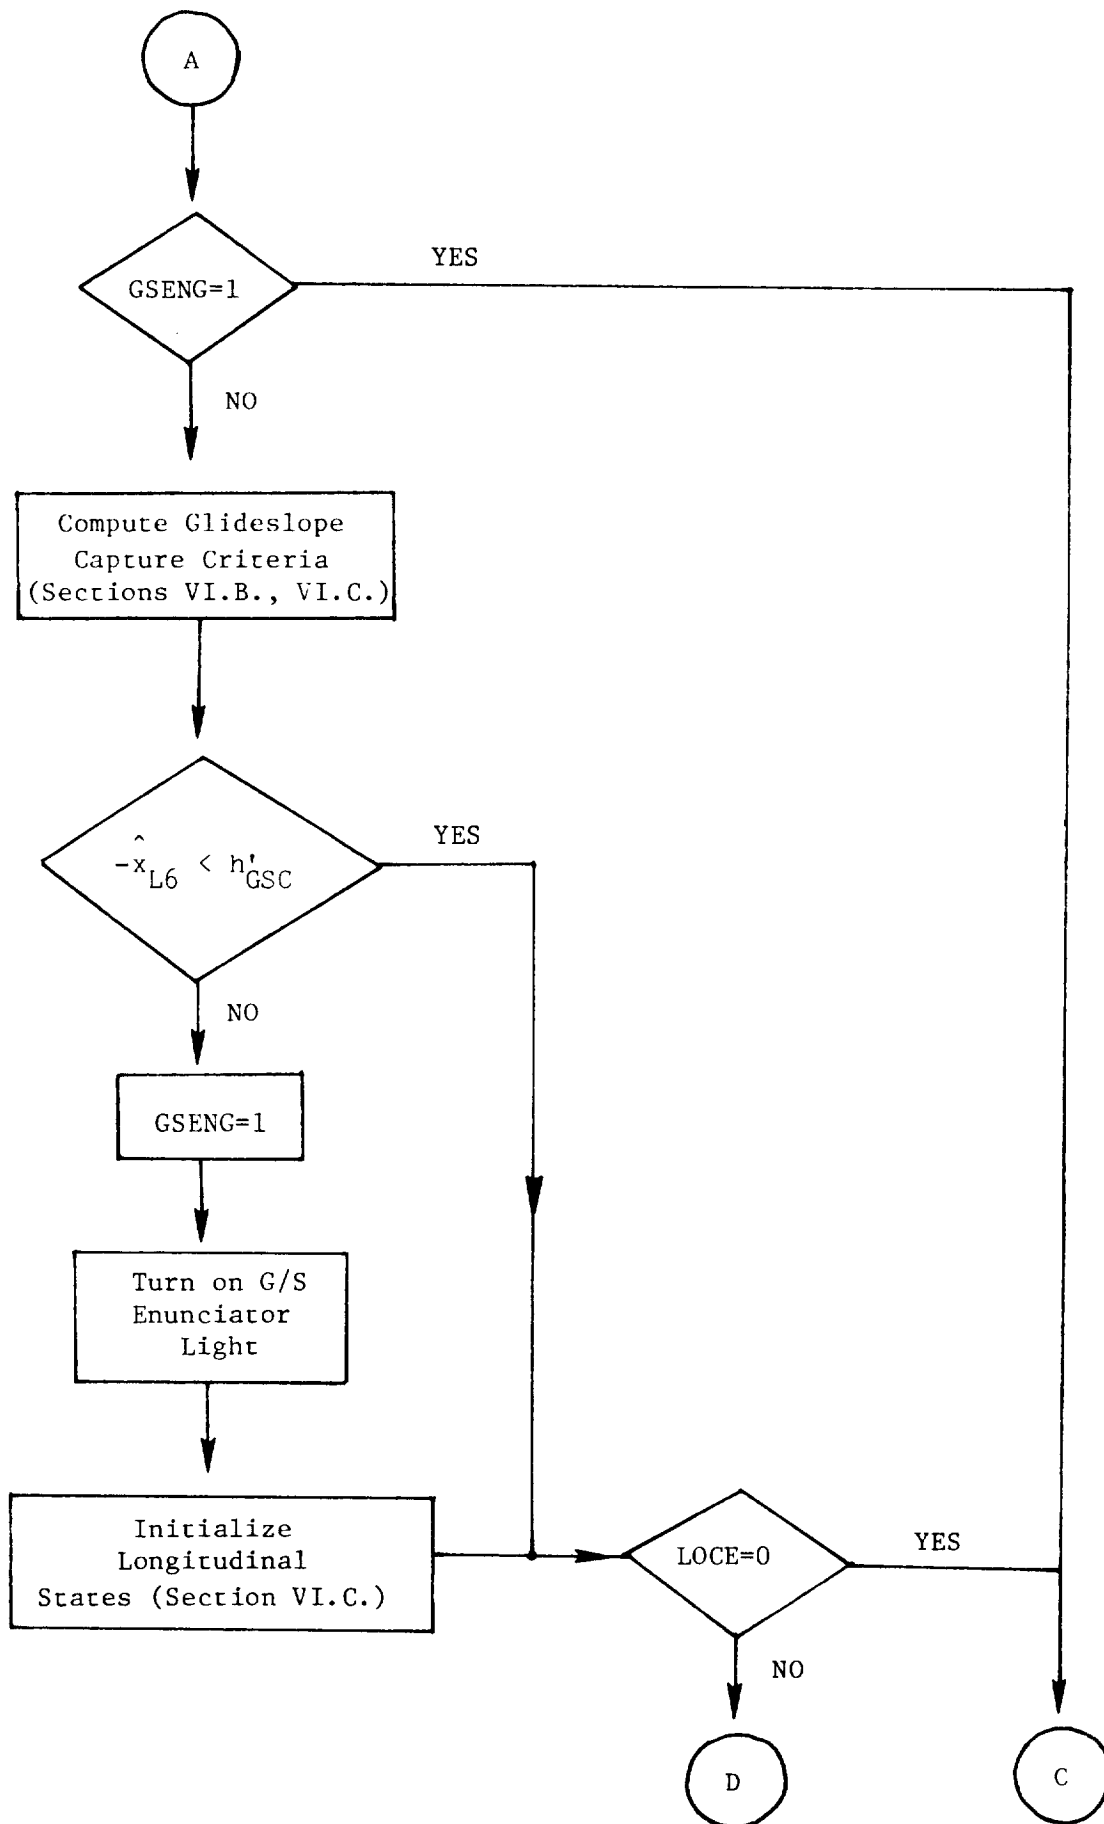 A
YES
GSENG=1
NO
Compute Glideslope
Capture Criteria
(Sections VI.B., VI.C.)
YES
-x̂L6 < h'GSC
NO
GSENG=1
Turn on G/S
Enunciator
Light
Initialize
Longitudinal
States (Section VI.C.)
LOCE=0
YES
NO
D
C